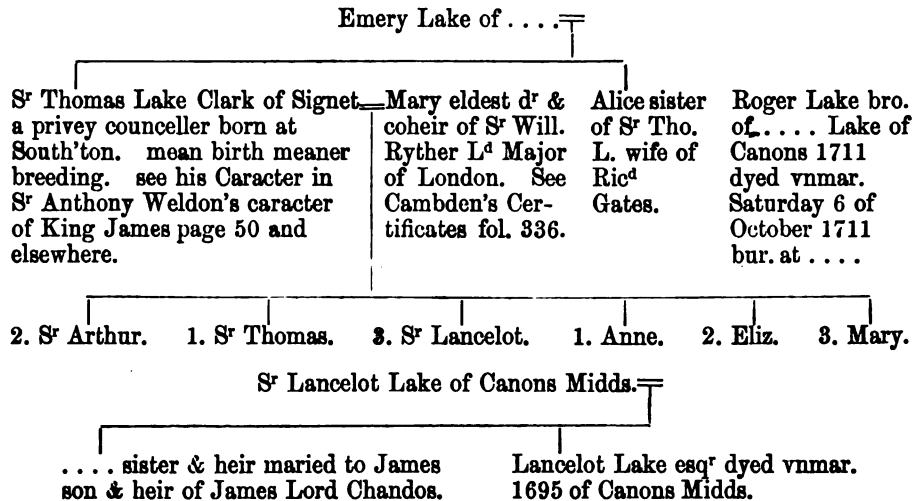 Emery Lake of . . . .
Sr Thomas Lake Clark of Signet
a privey counceller born at
South'ton. mean birth meaner
breeding. see his Caracter in
Sr Anthony Weldon's caracter
of King James page 50 and
elsewhere.
Mary eldest dr &
coheir of Sr Will.
Ryther Ld Major
of London. See
Cambden's Cer-
tificates fol. 336.
Alice sister
of Sr Tho.
L. wife of
Ricd
Gates.
Roger Lake bro.
of . . . . . Lake of
Canons 1711
dyed vnmar.
Saturday 6 of
October 1711
bur. at . . . .
2. Sr Arthur. 1. Sr Thomas. 3. Sr Lancelot. 1. Anne. 2. Eliz. 3. Mary.
Sr Lancelot Lake of Canons Midds.
. . . . sister & heir maried to James
son & heir of James Lord Chandos.
Lancelot Lake esqr dyed vnmar.
1695 of Canons Midds.